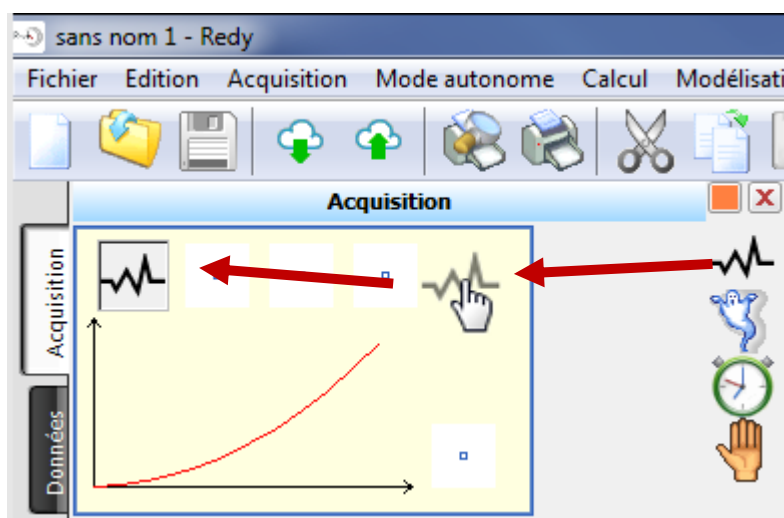 sans nom 1 - Redy
Fichier Edition Acquisition Mode autonome Calcul Modélisati
Acquisition
Acquisition
Données